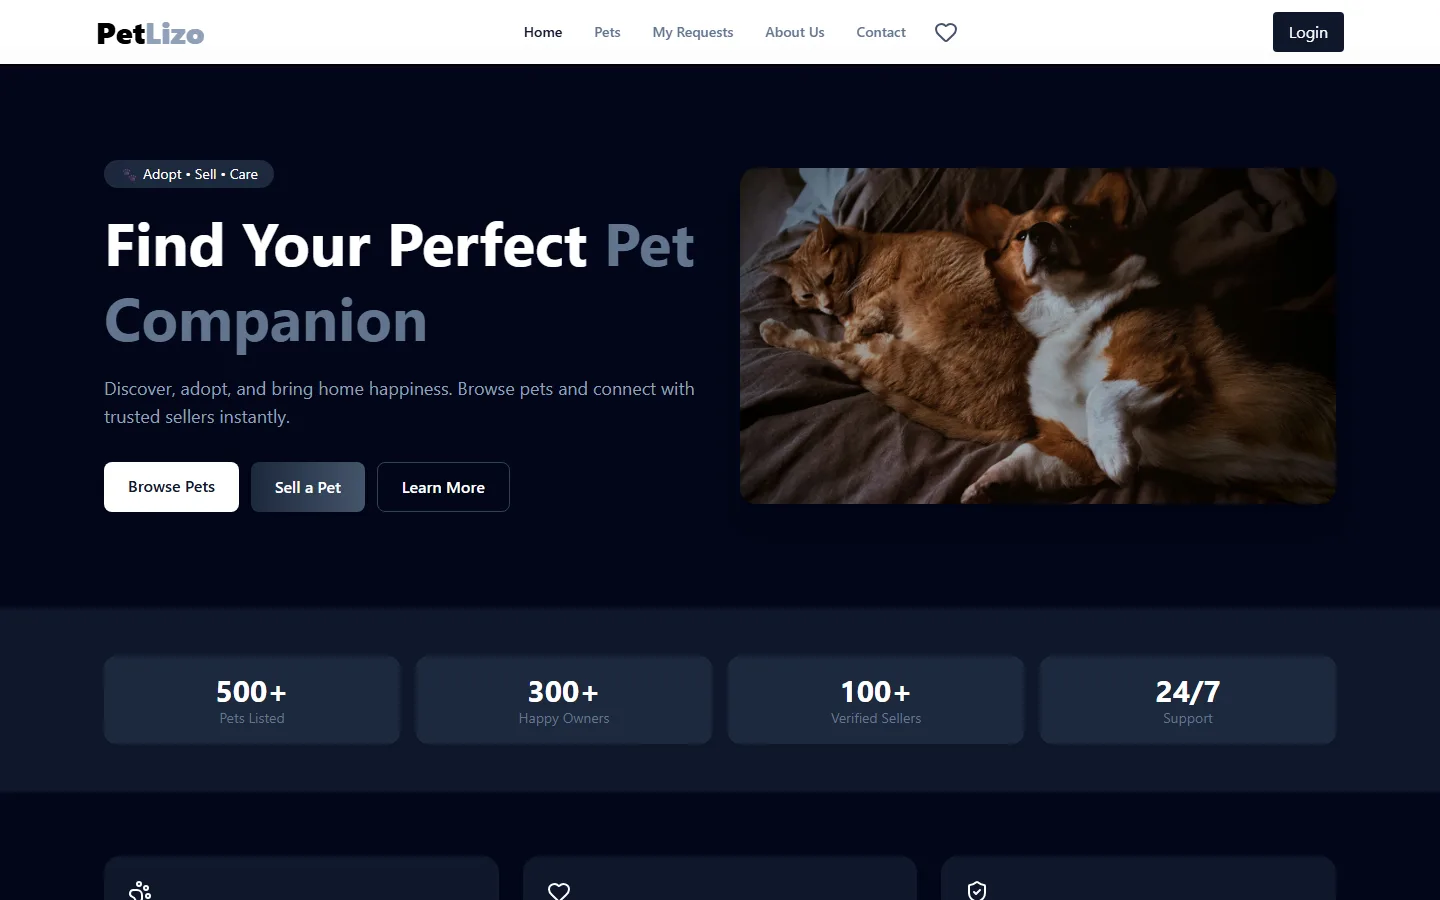 PetLizo
Home
Pets
My Requests
About Us
Contact
Login
Adopt • Sell • Care
Find Your Perfect Pet
Companion
Discover, adopt, and bring home happiness. Browse pets and connect with
trusted sellers instantly.
Browse Pets
Sell a Pet
Learn More
500+
Pets Listed
300+
Happy Owners
100+
Verified Sellers
24/7
Support